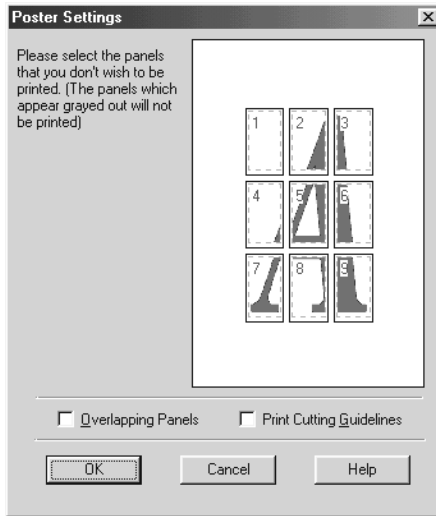 Poster Settings
Please select the panels
that you don't wish to be
printed. (The panels which
appear grayed out will not
be printed)
1 2 3
4 5 6
7 8 9
Overlapping Panels Print Cutting Guidelines
OK Cancel Help